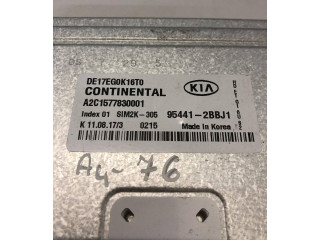 DE17EG0K16T0
CONTINENTAL
KIA
A2C1577830001
Index 01 SIM2K-305 95441-2BBJ1
K 11.08.17/3 0215 Made in Korea
A4-76